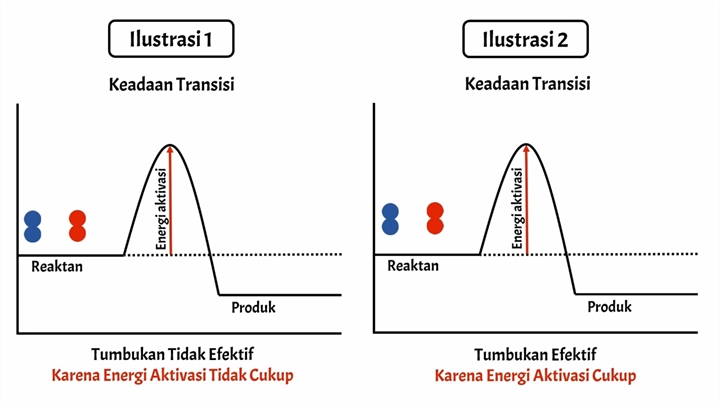 Ilustrasi 1
Keadaan Transisi
Energi aktivasi
Reaktan
Produk
Tumbukan Tidak Efektif
Karena Energi Aktivasi Tidak Cukup
Ilustrasi 2
Keadaan Transisi
Energi aktivasi
Reaktan
Produk
Tumbukan Efektif
Karena Energi Aktivasi Cukup